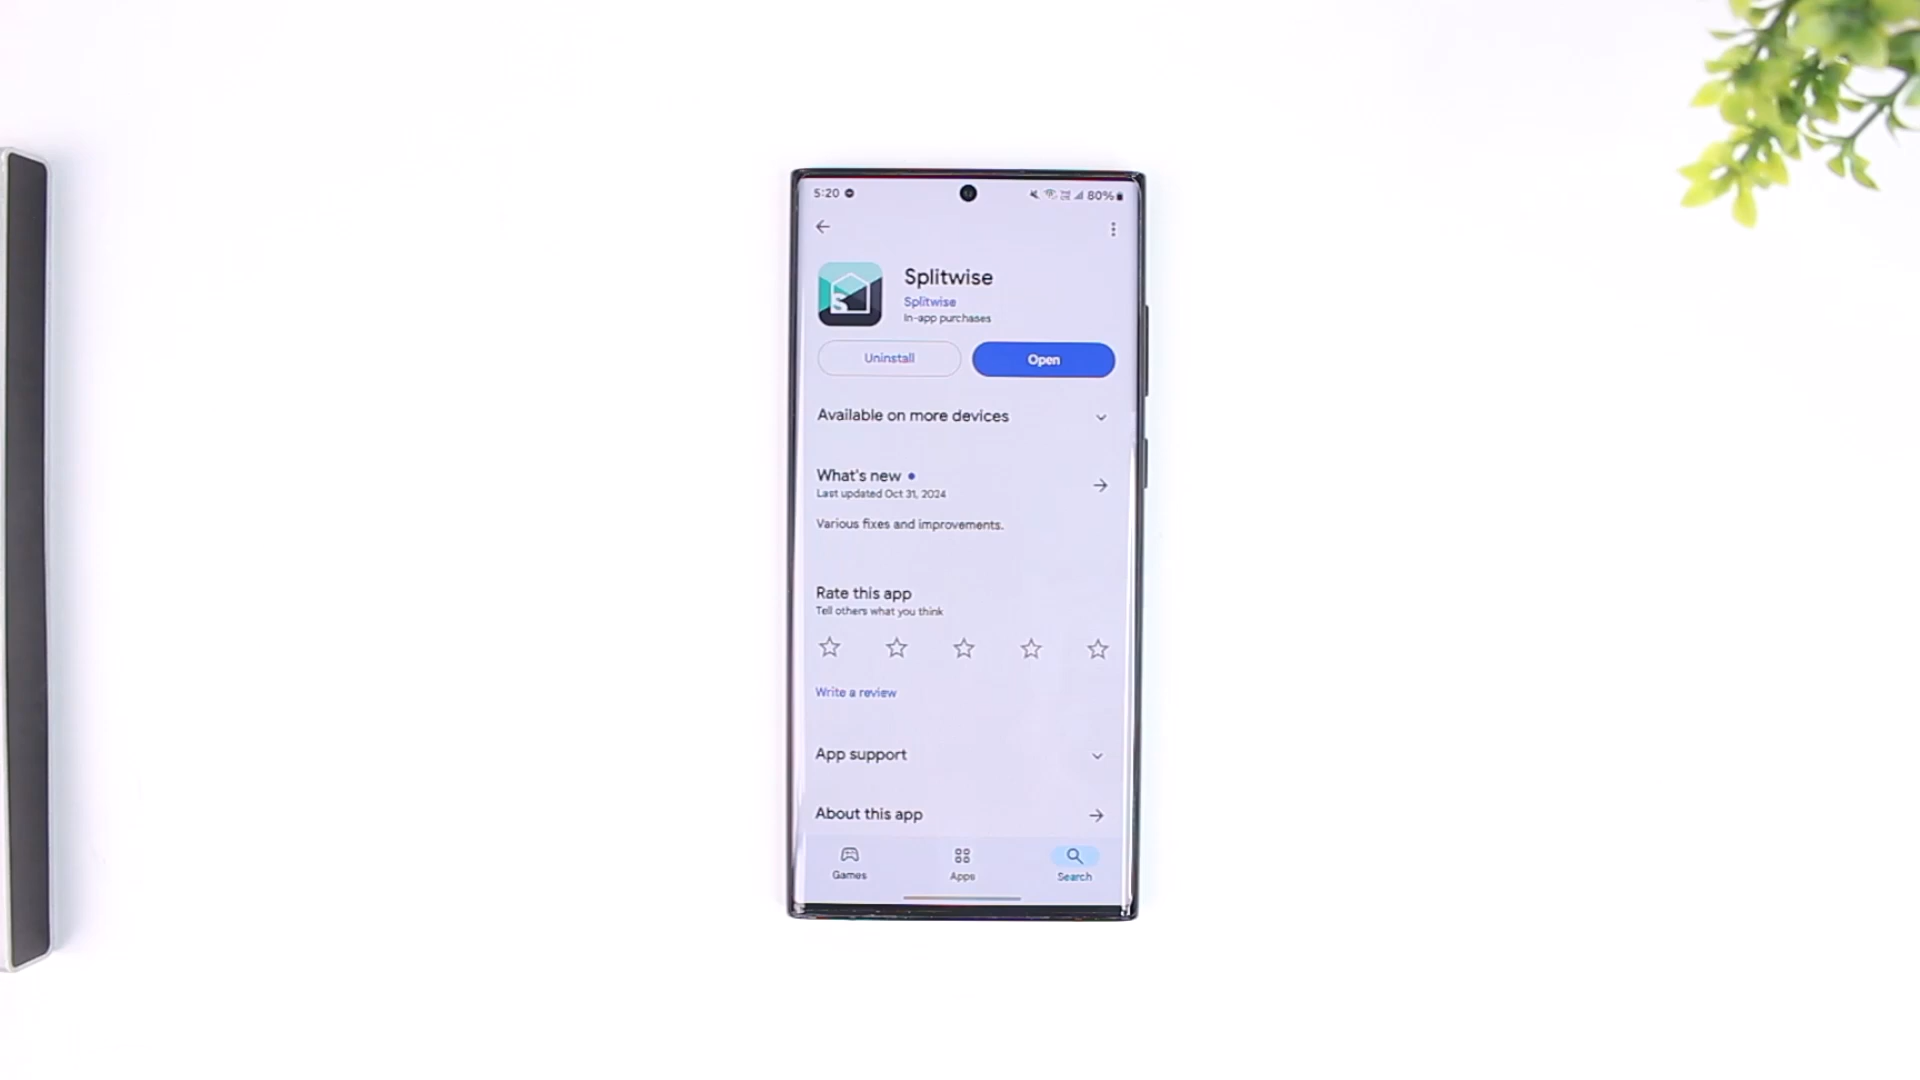 5:20
80%
Splitwise
Splitwise
In-app purchases
Uninstall
Open
Available on more devices
What's new
Last updated Oct 31, 2024
Various fixes and improvements.
Rate this app
Tell others what you think
Write a review
App support
About this app
Games
Apps
Search